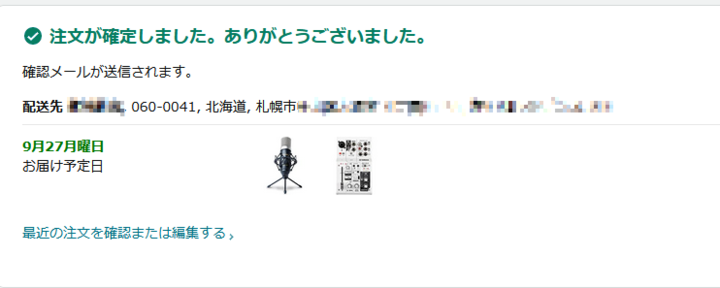 注文が確定しました。ありがとうございました。
確認メールが送信されます。
配送先 060-0041, 北海道, 札幌市
9月27月曜日
お届け予定日
最近の注文を確認または編集する ›